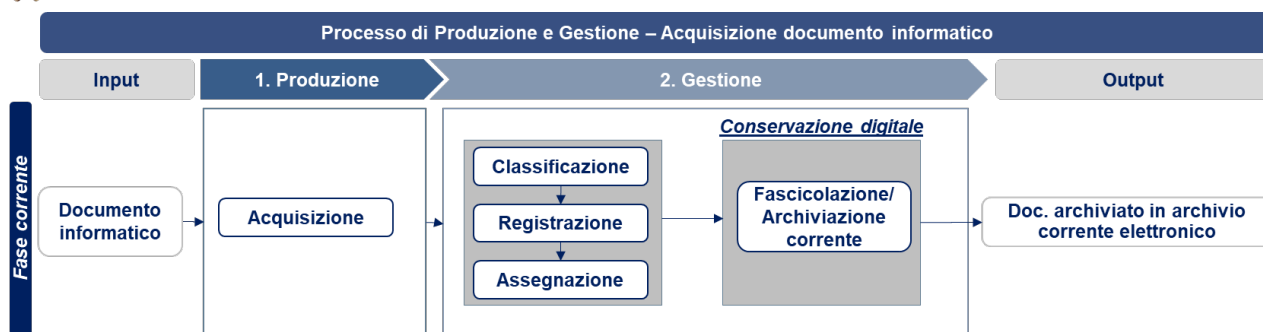 Processo di Produzione e Gestione – Acquisizione documento informatico
Input
1. Produzione
2. Gestione
Output
Fase corrente
Documento
informatico
Acquisizione
Classificazione
Registrazione
Assegnazione
Conservazione digitale
Fascicolazione/
Archiviazione
corrente
Doc. archiviato in archivio
corrente elettronico